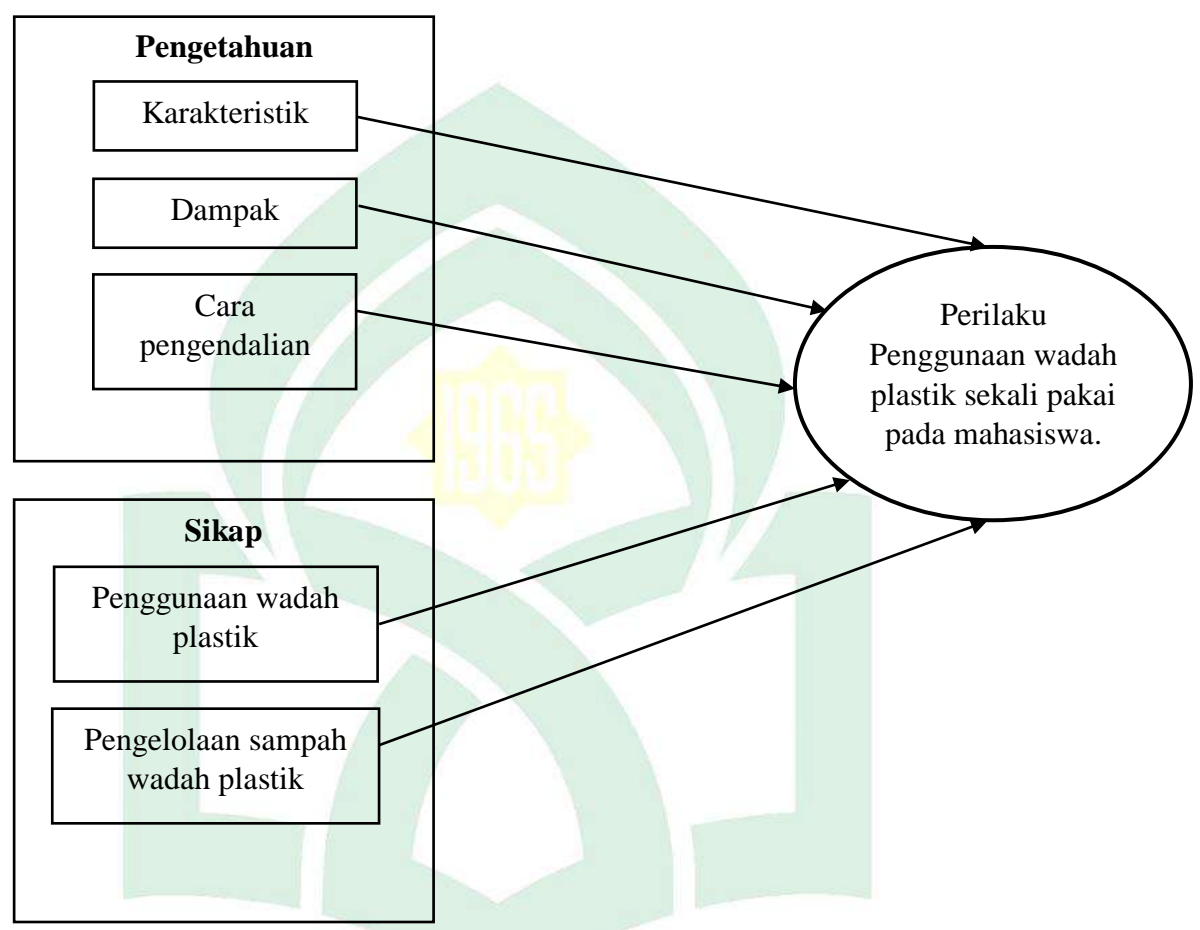 Pengetahuan
Karakteristik
Dampak
Cara
pengendalian
Sikap
Penggunaan wadah
plastik
Pengelolaan sampah
wadah plastik
Perilaku
Penggunaan wadah
plastik sekali pakai
pada mahasiswa.
1965